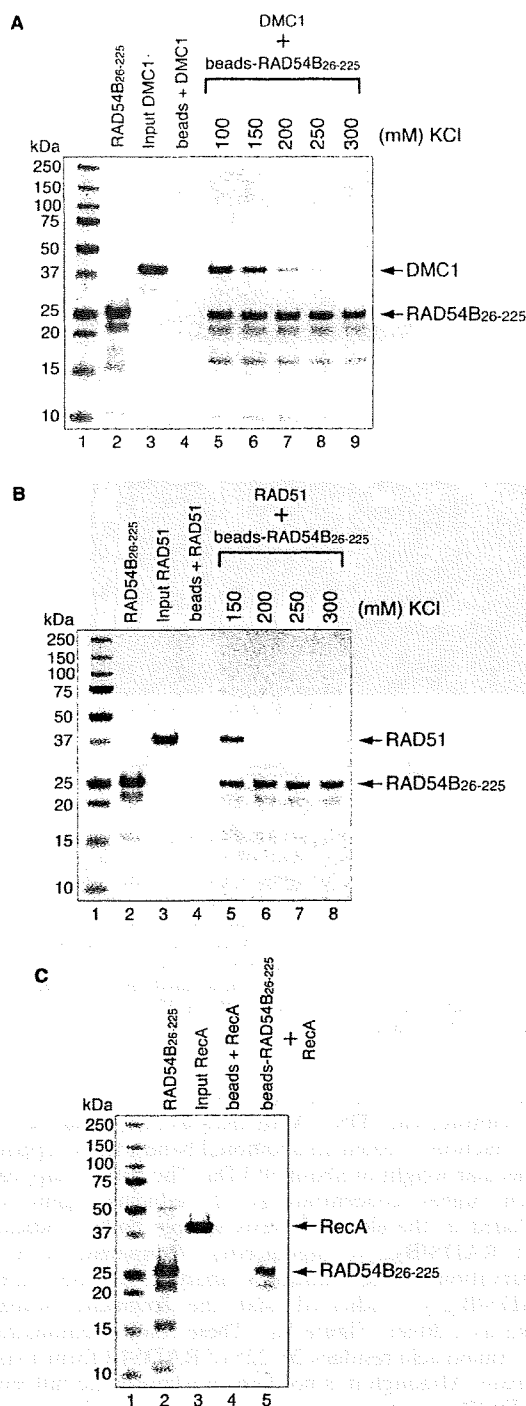 A
DMC1
+
beads-RAD54B26-225
RAD54B26-225
Input DMC1
beads + DMC1
100
150
200
250
300
(mM) KCl
kDa
250
150
100
75
50
37
25
20
15
10
DMC1
RAD54B26-225
1 2 3 4 5 6 7 8 9
B
RAD51
+
beads-RAD54B26-225
RAD54B26-225
Input RAD51
beads + RAD51
150
200
250
300
(mM) KCl
kDa
250
150
100
75
50
37
25
20
15
10
RAD51
RAD54B26-225
1 2 3 4 5 6 7 8
C
RAD54B26-225
Input RecA
beads + RecA
beads-RAD54B26-225
+
RecA
kDa
250
150
100
75
50
37
25
20
15
10
RecA
RAD54B26-225
1 2 3 4 5